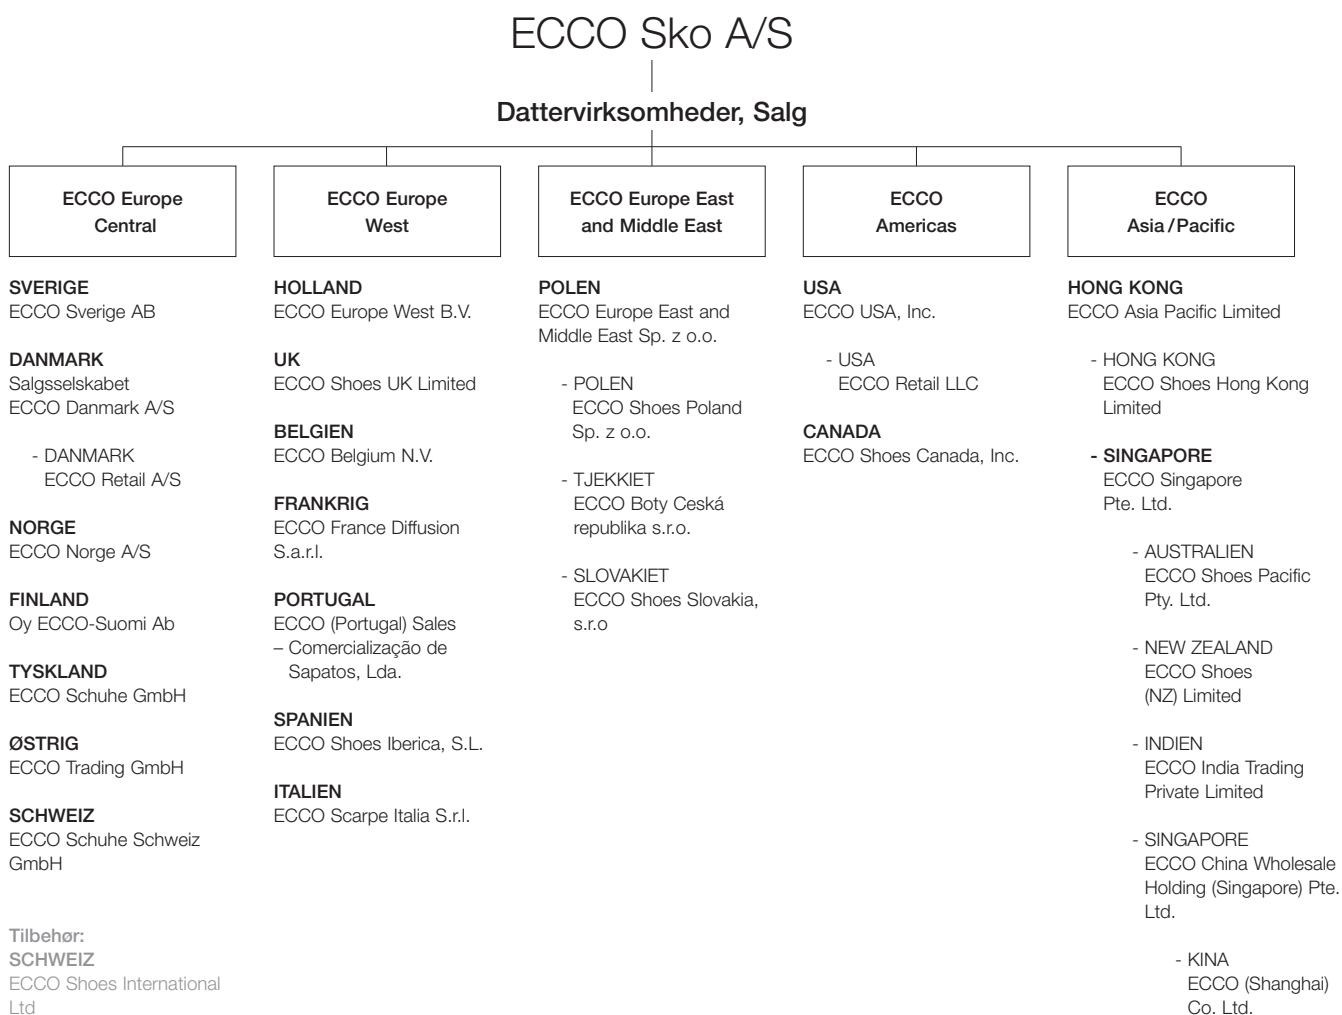 ECCO Sko A/S
Dattervirksomheder, Salg
ECCO Europe
Central
SVERIGE
ECCO Sverige AB
DANMARK
Salgsselskabet
ECCO Danmark A/S
- DANMARK
ECCO Retail A/S
NORGE
ECCO Norge A/S
FINLAND
Oy ECCO-Suomi Ab
TYSKLAND
ECCO Schuhe GmbH
ØSTRIG
ECCO Trading GmbH
SCHWEIZ
ECCO Schuhe Schweiz
GmbH
Tilbehør:
SCHWEIZ
ECCO Shoes International
Ltd
ECCO Europe
West
HOLLAND
ECCO Europe West B.V.
UK
ECCO Shoes UK Limited
BELGIEN
ECCO Belgium N.V.
FRANKRIG
ECCO France Diffusion
S.a.r.l.
PORTUGAL
ECCO (Portugal) Sales
– Comercialização de
Sapatos, Lda.
SPANIEN
ECCO Shoes Iberica, S.L.
ITALIEN
ECCO Scarpe Italia S.r.l.
ECCO Europe East
and Middle East
POLEN
ECCO Europe East and
Middle East Sp. z o.o.
- POLEN
ECCO Shoes Poland
Sp. z o.o.
- TJEKKIET
ECCO Boty Ceská
republika s.r.o.
- SLOVAKIET
ECCO Shoes Slovakia,
s.r.o
ECCO
Americas
USA
ECCO USA, Inc.
- USA
ECCO Retail LLC
CANADA
ECCO Shoes Canada, Inc.
ECCO
Asia / Pacific
HONG KONG
ECCO Asia Pacific Limited
- HONG KONG
ECCO Shoes Hong Kong
Limited
- SINGAPORE
ECCO Singapore
Pte. Ltd.
- AUSTRALIEN
ECCO Shoes Pacific
Pty. Ltd.
- NEW ZEALAND
ECCO Shoes
(NZ) Limited
- INDIEN
ECCO India Trading
Private Limited
- SINGAPORE
ECCO China Wholesale
Holding (Singapore) Pte.
Ltd.
- KINA
ECCO (Shanghai)
Co. Ltd.